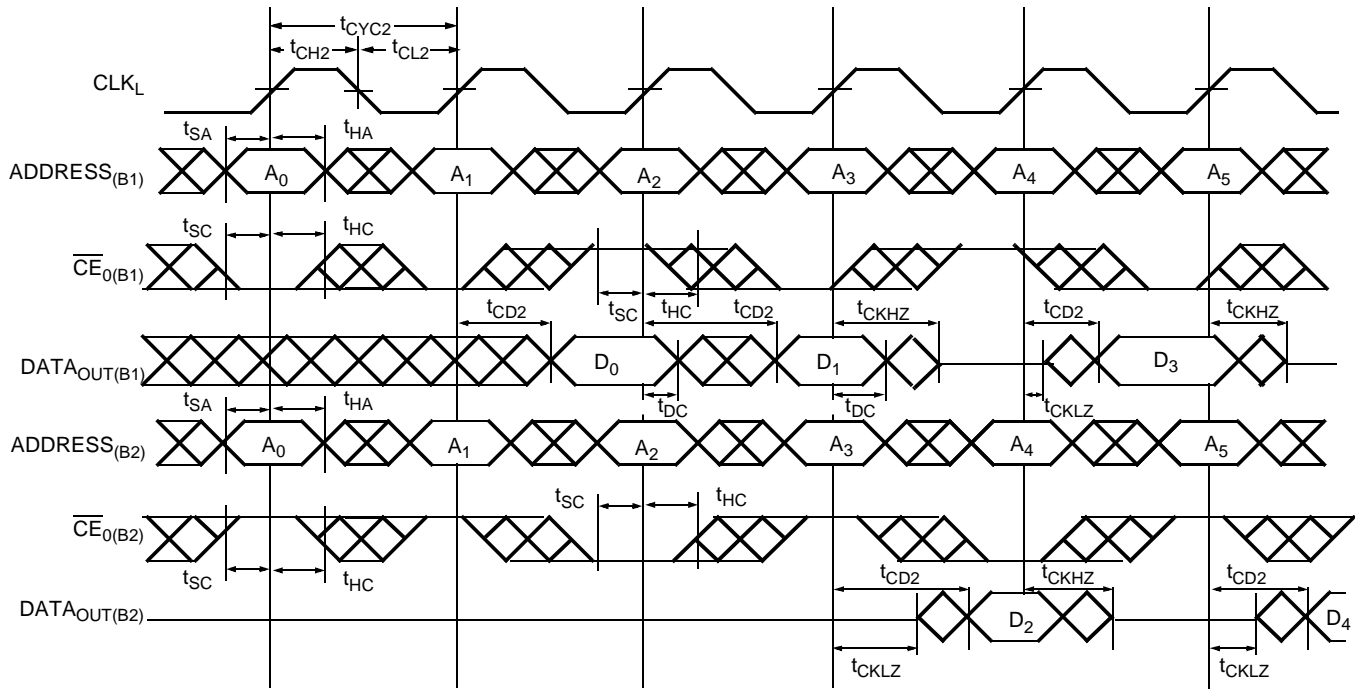 tCYC2
tCH2 tCL2
CLKL
tSA tHA
ADDRESS(B1) A0 A1 A2 A3 A4 A5
tSC tHC
CE0(B1)
tSC tHC
tCD2 tCD2 tCKHZ tCD2 tCKHZ
DATAOUT(B1) D0 D1 D3
tDC tDC tCKLZ
tSA tHA
ADDRESS(B2) A0 A1 A2 A3 A4 A5
tSC tHC
CE0(B2)
tSC tHC
tCD2 tCKHZ tCD2
DATAOUT(B2) D2 D4
tCKLZ tCKLZ